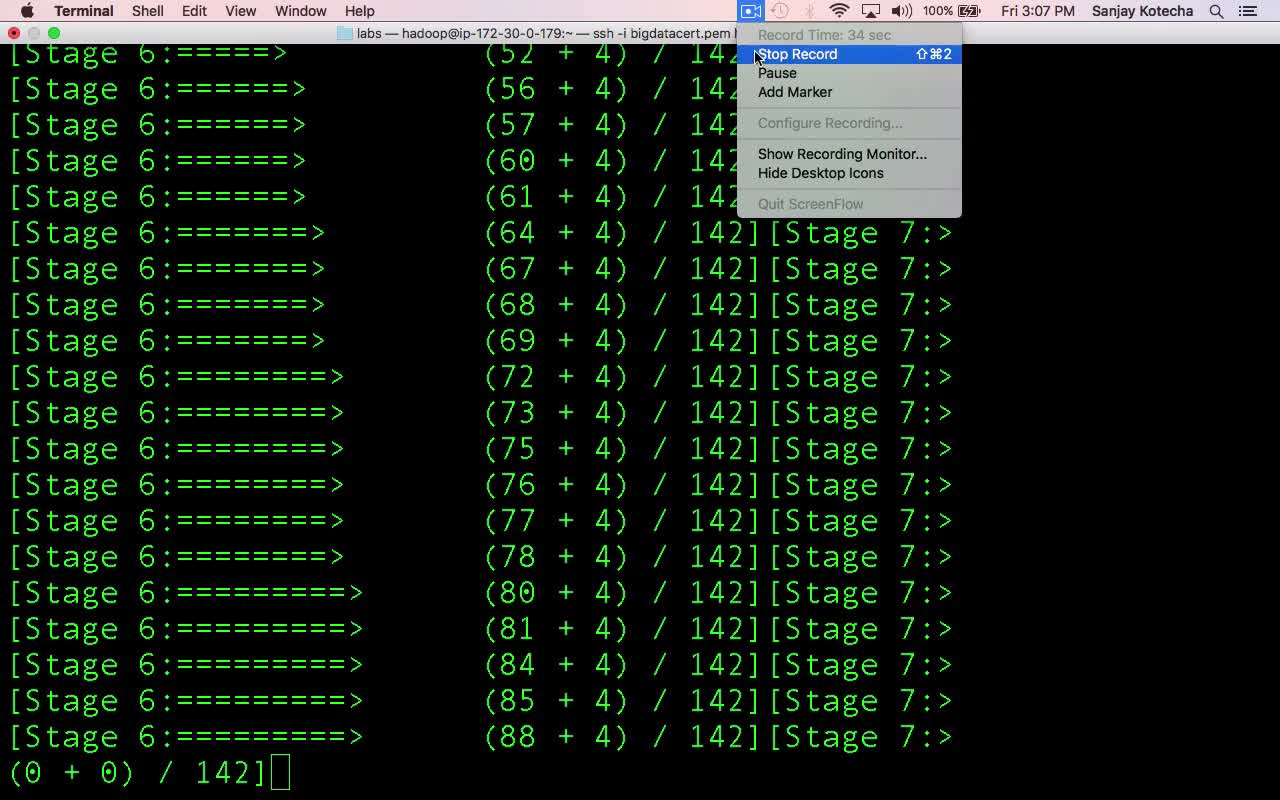 Terminal Shell Edit View Window Help 100% Fri 3:07 PM Sanjay Kotecha
labs — hadoop@ip-172-30-0-179:~ — ssh -i bigdatacert.pem
Record Time: 34 sec
Stop Record ⇧⌘2
Pause
Add Marker
Configure Recording...
Show Recording Monitor...
Hide Desktop Icons
Quit ScreenFlow
[Stage 6:=====> (52 + 4) / 142
[Stage 6:======> (56 + 4) / 142
[Stage 6:======> (57 + 4) / 142
[Stage 6:======> (60 + 4) / 142
[Stage 6:======> (61 + 4) / 142
[Stage 6:=======> (64 + 4) / 142][Stage 7:>
[Stage 6:=======> (67 + 4) / 142][Stage 7:>
[Stage 6:=======> (68 + 4) / 142][Stage 7:>
[Stage 6:=======> (69 + 4) / 142][Stage 7:>
[Stage 6:========> (72 + 4) / 142][Stage 7:>
[Stage 6:========> (73 + 4) / 142][Stage 7:>
[Stage 6:========> (75 + 4) / 142][Stage 7:>
[Stage 6:========> (76 + 4) / 142][Stage 7:>
[Stage 6:========> (77 + 4) / 142][Stage 7:>
[Stage 6:========> (78 + 4) / 142][Stage 7:>
[Stage 6:=========> (80 + 4) / 142][Stage 7:>
[Stage 6:=========> (81 + 4) / 142][Stage 7:>
[Stage 6:=========> (84 + 4) / 142][Stage 7:>
[Stage 6:=========> (85 + 4) / 142][Stage 7:>
[Stage 6:=========> (88 + 4) / 142][Stage 7:>
(0 + 0) / 142]